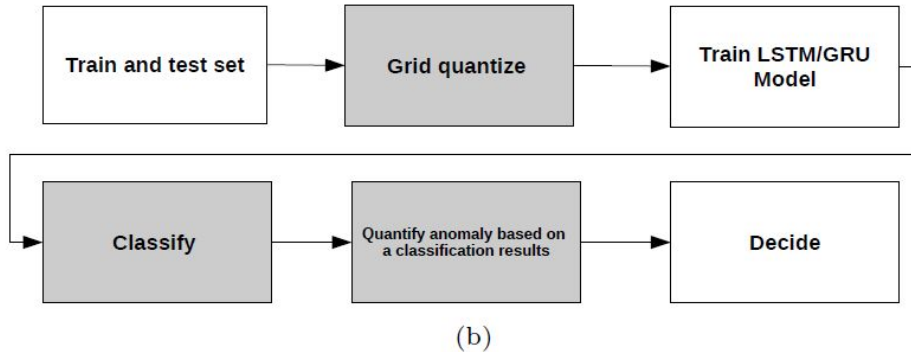 Train and test set
Grid quantize
Train LSTM/GRU
Model
Classify
Quantify anomaly based on
a classification results
Decide
(b)